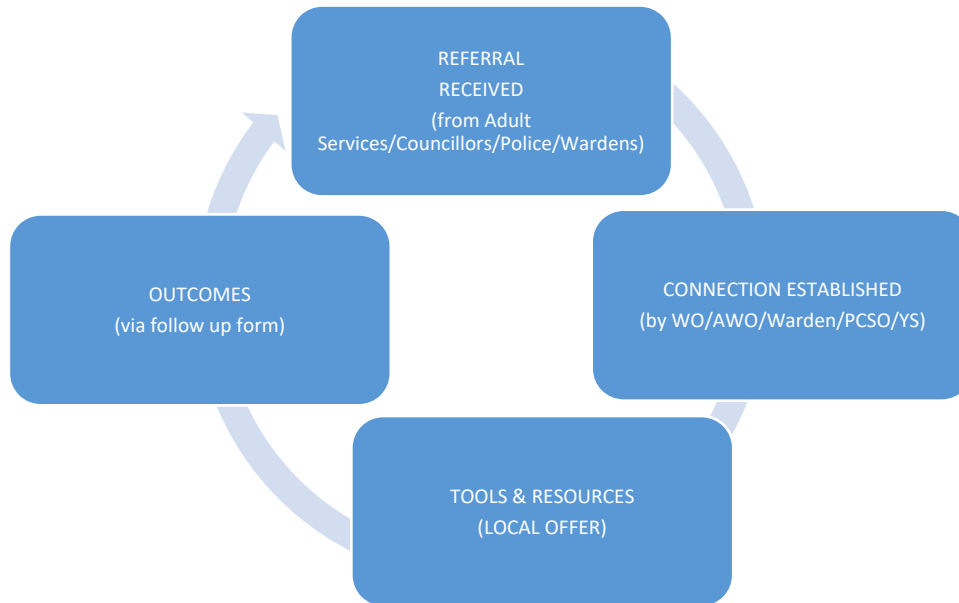 REFERRAL
RECEIVED
(from Adult
Services/Councillors/Police/Wardens)
CONNECTION ESTABLISHED
(by WO/AWO/Warden/PCSO/YS)
TOOLS & RESOURCES
(LOCAL OFFER)
OUTCOMES
(via follow up form)